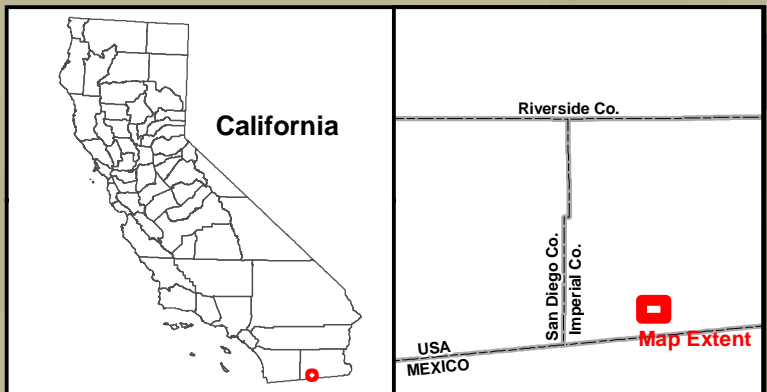 California
Riverside Co.
San Diego Co.
Imperial Co.
Map Extent
USA
MEXICO